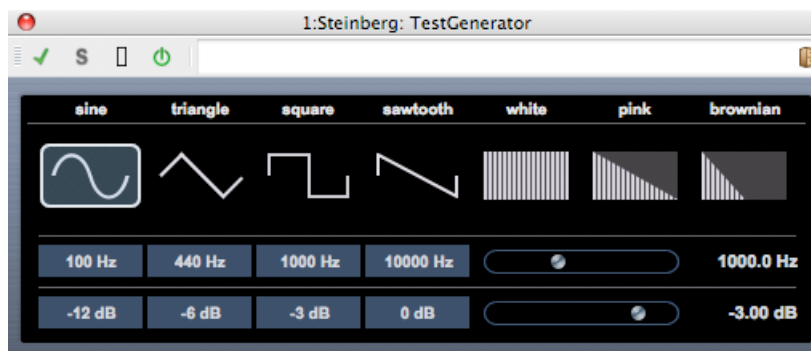 1:Steinberg: TestGenerator
S
sine triangle square sawtooth white pink brownian
100 Hz 440 Hz 1000 Hz 10000 Hz 1000.0 Hz
-12 dB -6 dB -3 dB 0 dB -3.00 dB